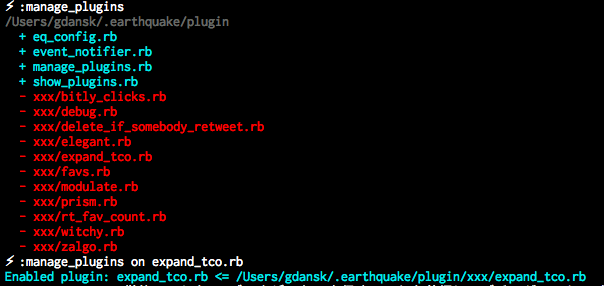 ⚡ :manage_plugins
/Users/gdansk/.earthquake/plugin
+ eq_config.rb
+ event_notifier.rb
+ manage_plugins.rb
+ show_plugins.rb
- xxx/bitly_clicks.rb
- xxx/debug.rb
- xxx/delete_if_somebody_retweet.rb
- xxx/elegant.rb
- xxx/expand_tco.rb
- xxx/favs.rb
- xxx/modulate.rb
- xxx/prism.rb
- xxx/rt_fav_count.rb
- xxx/witchy.rb
- xxx/zalgo.rb
⚡ :manage_plugins on expand_tco.rb
Enabled plugin: expand_tco.rb <= /Users/gdansk/.earthquake/plugin/xxx/expand_tco.rb